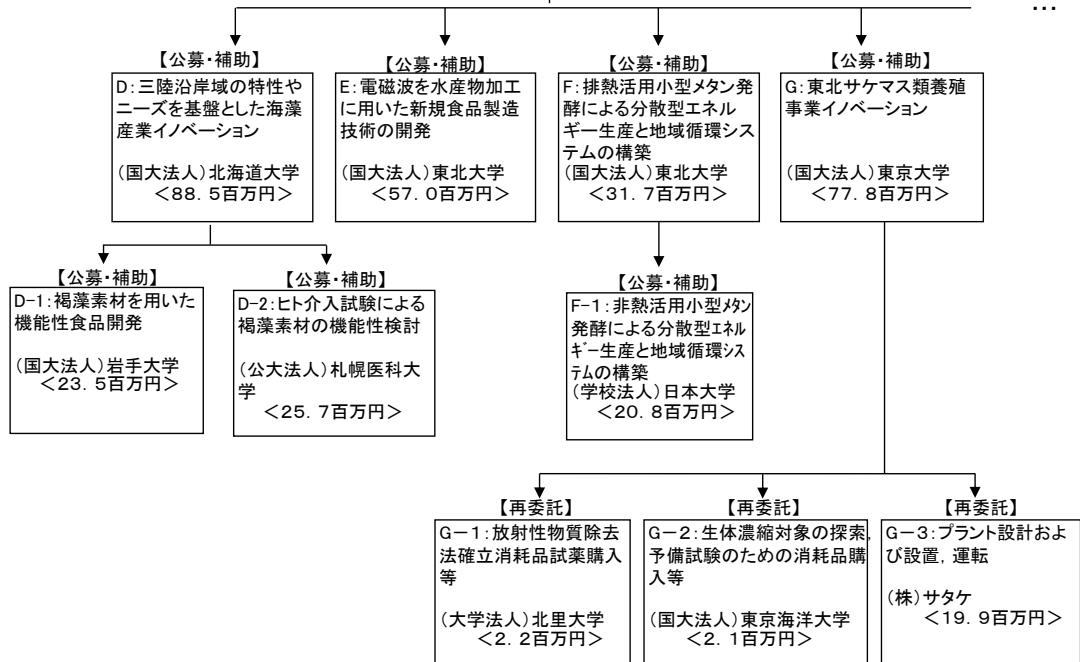 …
【公募・補助】
D：三陸沿岸域の特性や
ニーズを基盤とした海藻
産業イノベーション
(国大法人)北海道大学
＜８８．５百万円＞
【公募・補助】
E：電磁波を水産物加工
に用いた新規食品製造
技術の開発
(国大法人)東北大学
＜５７．０百万円＞
【公募・補助】
F：排熱活用小型メタン発
酵による分散型エネル
ギー生産と地域循環シス
テムの構築
(国大法人)東北大学
＜３１．７百万円＞
【公募・補助】
G：東北サケマス類養殖
事業イノベーション
(国大法人)東京大学
＜７７．８百万円＞
【公募・補助】
D-1：褐藻素材を用いた
機能性食品開発
(国大法人)岩手大学
＜２３．５百万円＞
【公募・補助】
D-2：ヒト介入試験による
褐藻素材の機能性検討
(公大法人)札幌医科大
学
＜２５．７百万円＞
【公募・補助】
F-1：非熱活用小型メタン
発酵による分散型エネル
ギー生産と地域循環シス
テムの構築
(学校法人)日本大学
＜２０．８百万円＞
【再委託】
G－１：放射性物質除去
法確立消耗品試薬購入
等
(大学法人)北里大学
＜２．２百万円＞
【再委託】
G－２：生体濃縮対象の探索，
予備試験のための消耗品購
入等
(国大法人)東京海洋大学
＜２．１百万円＞
【再委託】
G－３：プラント設計およ
び設置，運転
(株)サタケ
＜１９．９百万円＞